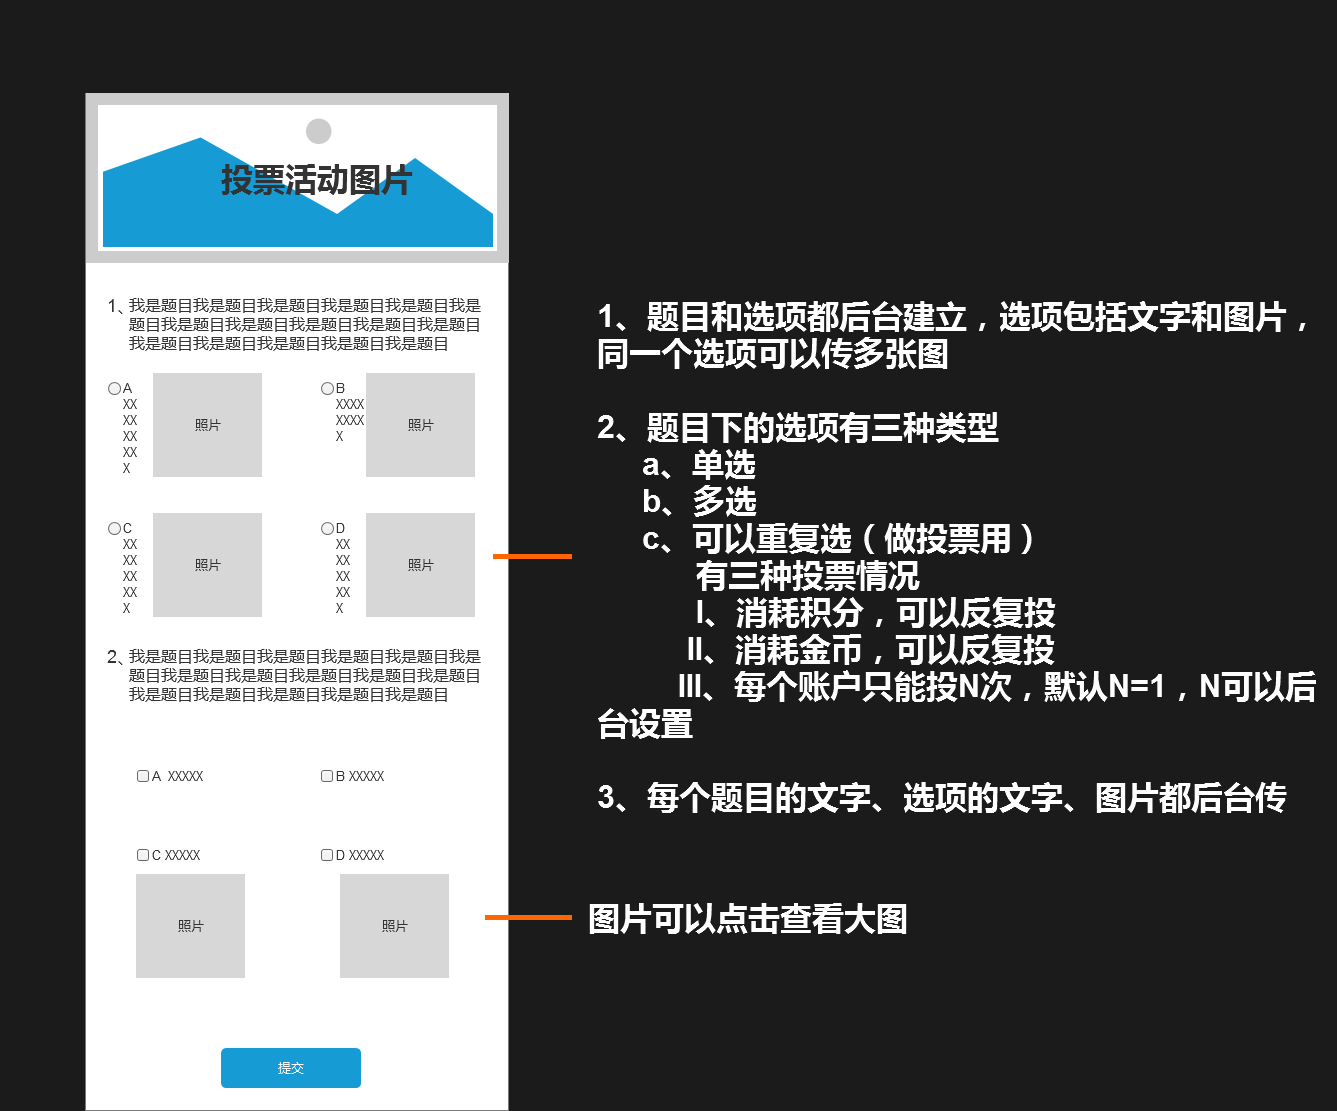 投票活动图片
1、我是题目我是题目我是题目我是题目我是题目我是
题目我是题目我是题目我是题目我是题目我是题目
我是题目我是题目我是题目我是题目我是题目
A
XX
XX
XX
XX
X
照片
B
XXXX
XXXX
X
照片
C
XX
XX
XX
XX
X
照片
D
XX
XX
XX
XX
X
照片
2、我是题目我是题目我是题目我是题目我是题目我是
题目我是题目我是题目我是题目我是题目我是题目
我是题目我是题目我是题目我是题目我是题目
A XXXXX
B XXXXX
C XXXXX
D XXXXX
照片
照片
提交
1、题目和选项都后台建立，选项包括文字和图片，
同一个选项可以传多张图
2、题目下的选项有三种类型
a、单选
b、多选
c、可以重复选（做投票用）
有三种投票情况
I、消耗积分，可以反复投
II、消耗金币，可以反复投
III、每个账户只能投N次，默认N=1，N可以后
台设置
3、每个题目的文字、选项的文字、图片都后台传
图片可以点击查看大图